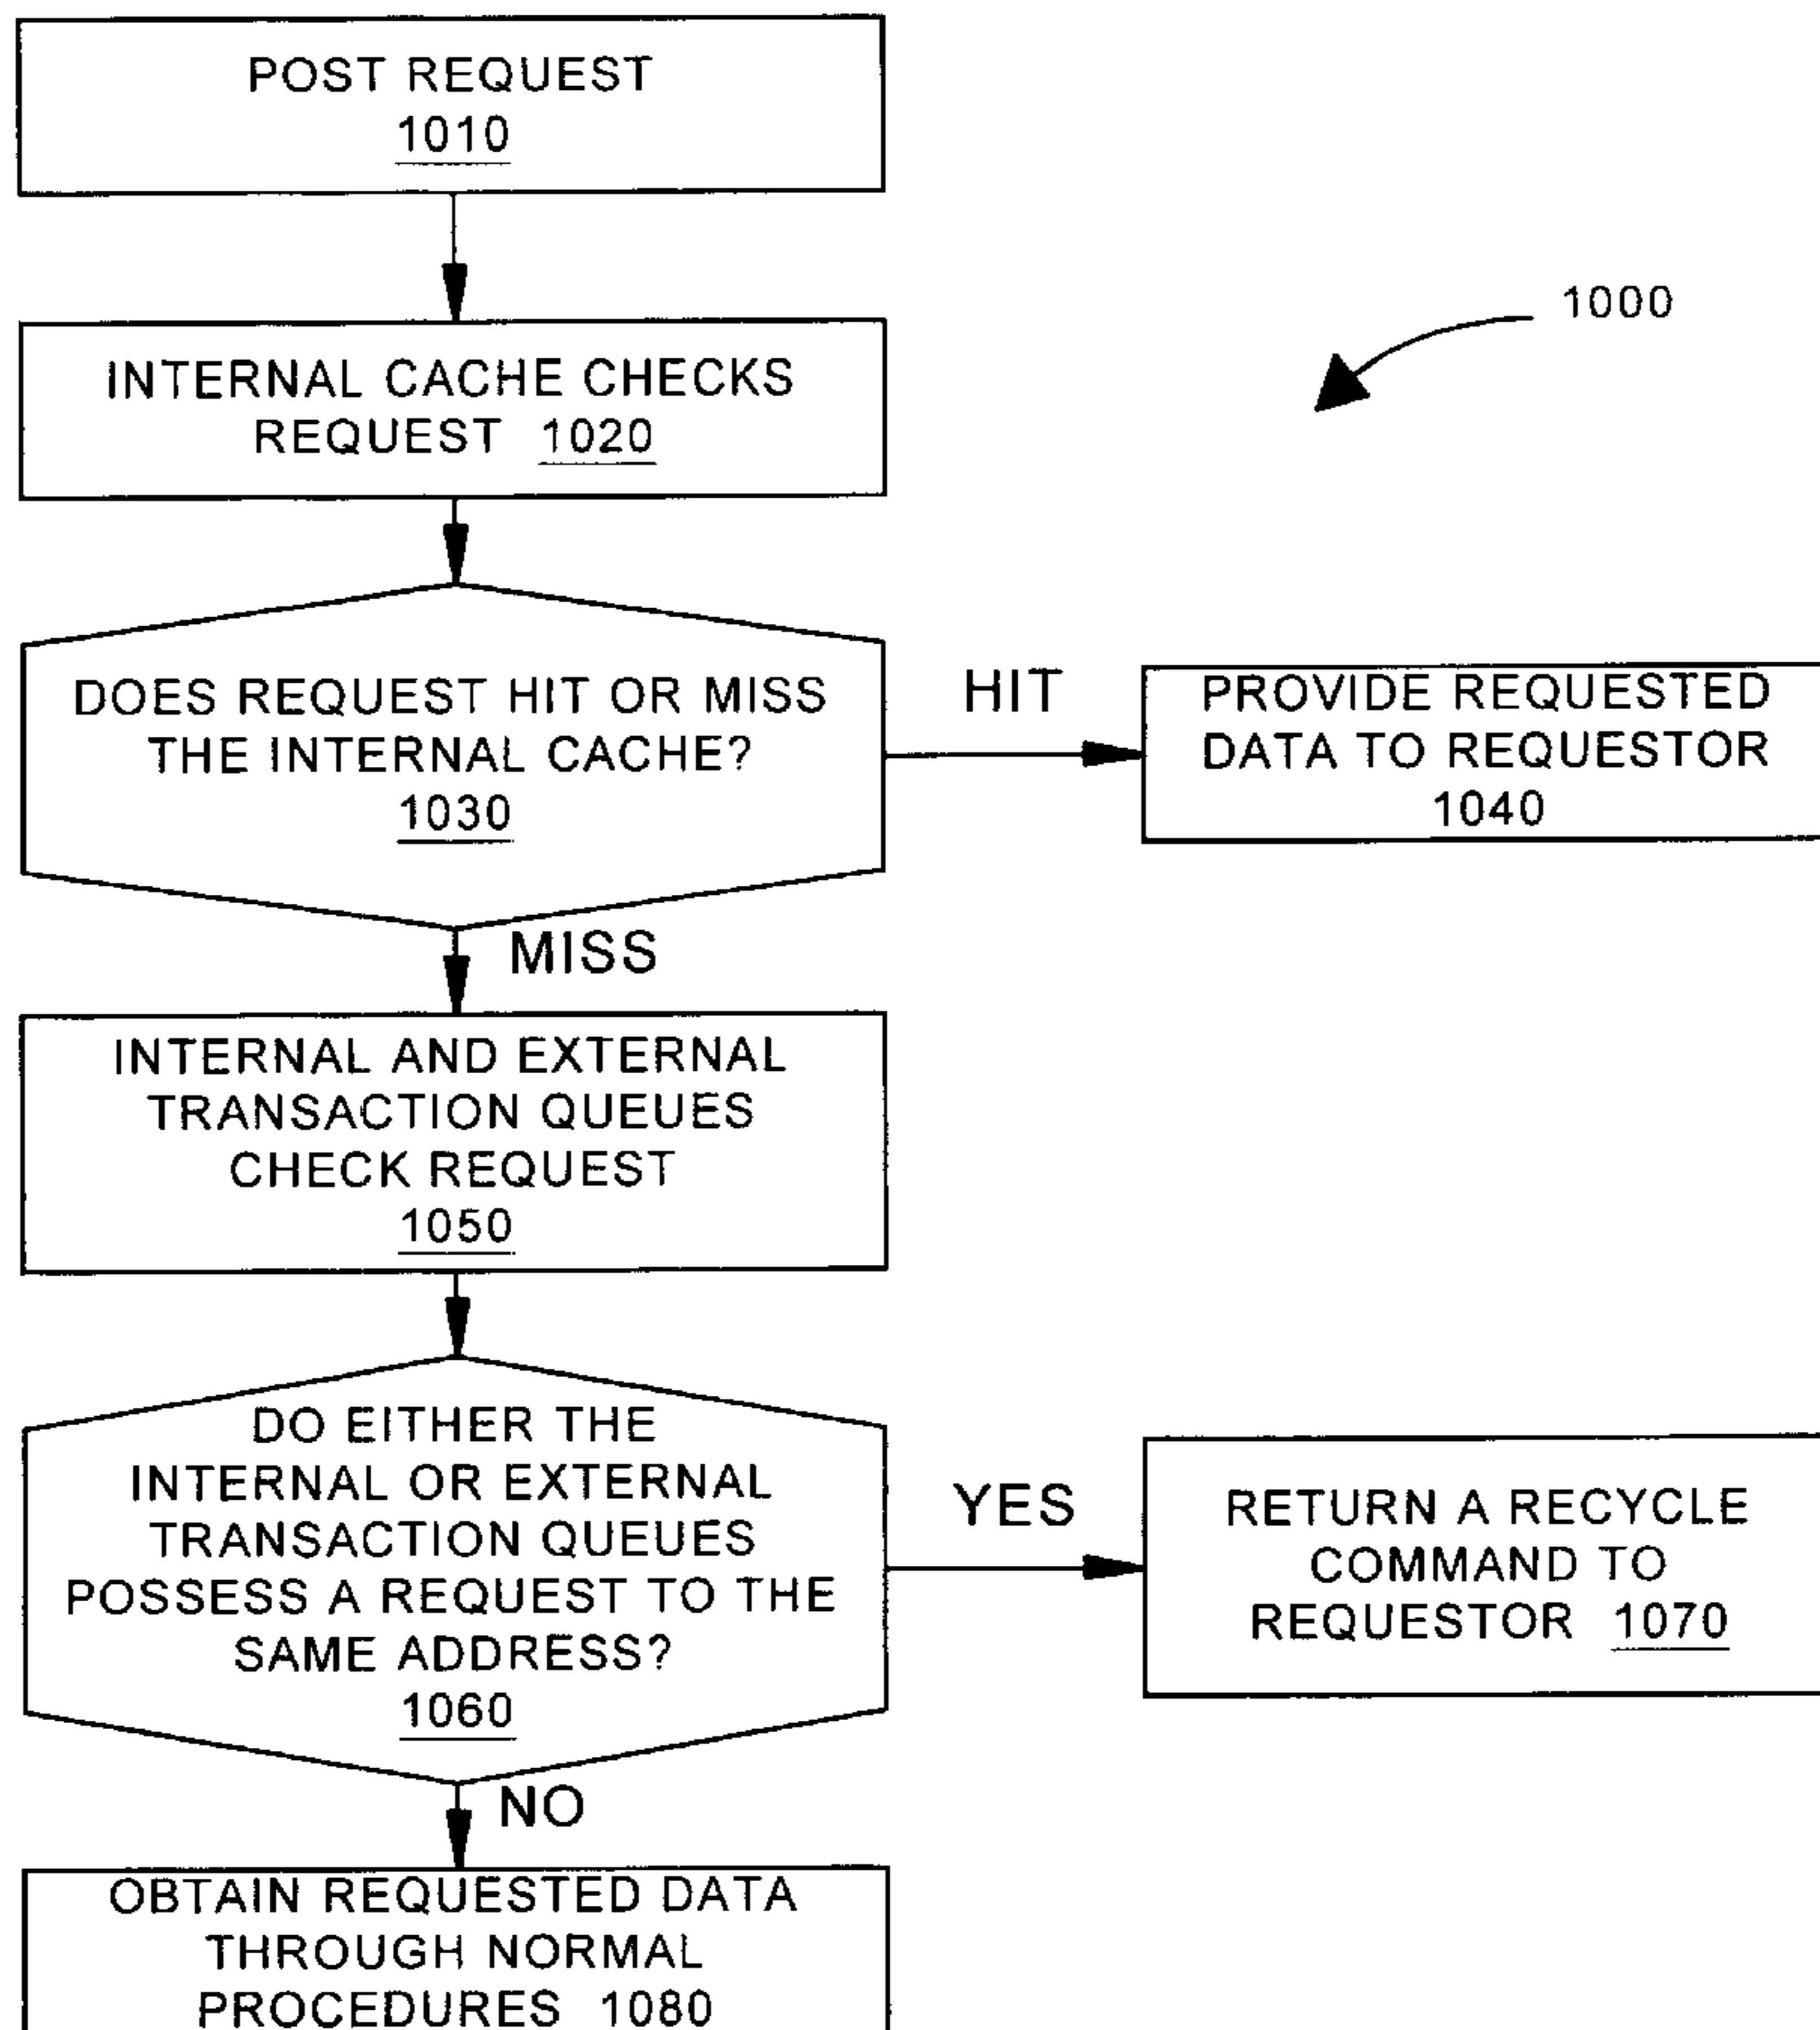 POST REQUEST
1010
INTERNAL CACHE CHECKS
REQUEST 1020
1000
DOES REQUEST HIT OR MISS
THE INTERNAL CACHE?
1030
HIT
PROVIDE REQUESTED
DATA TO REQUESTOR
1040
MISS
INTERNAL AND EXTERNAL
TRANSACTION QUEUES
CHECK REQUEST
1050
DO EITHER THE
INTERNAL OR EXTERNAL
TRANSACTION QUEUES
POSSESS A REQUEST TO THE
SAME ADDRESS?
1060
YES
RETURN A RECYCLE
COMMAND TO
REQUESTOR 1070
NO
OBTAIN REQUESTED DATA
THROUGH NORMAL
PROCEDURES 1080